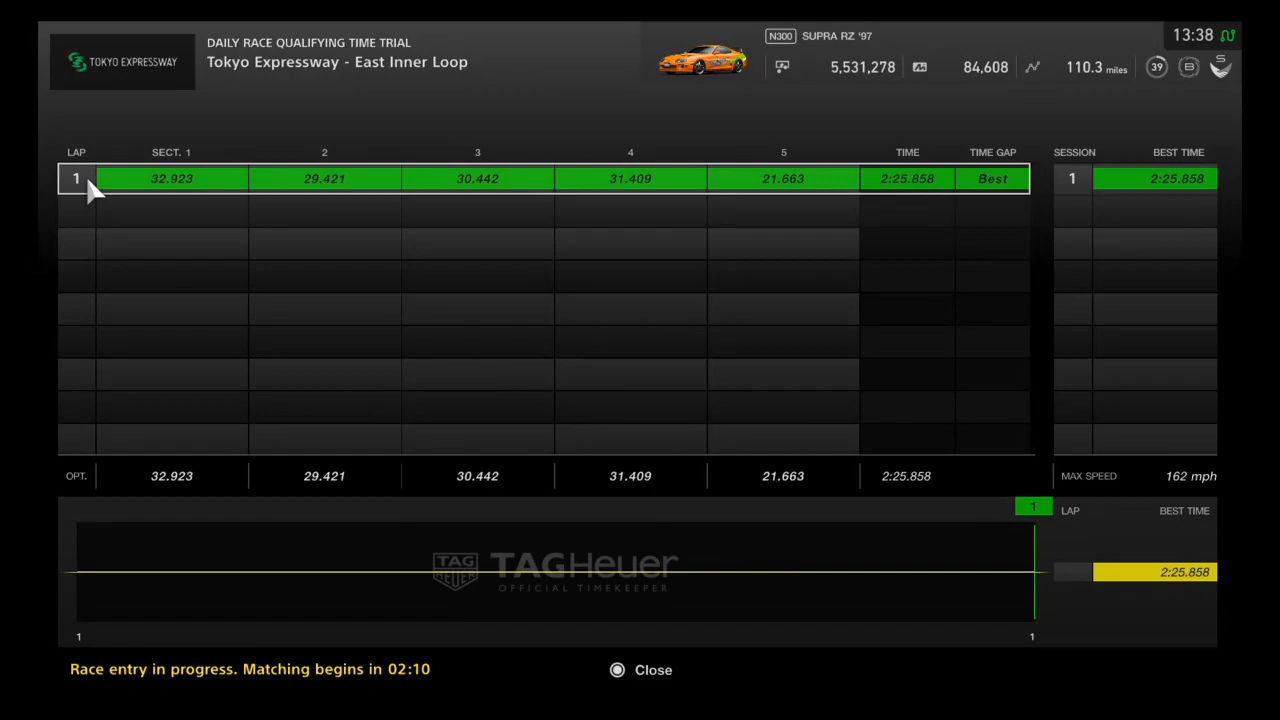 TOKYO EXPRESSWAY
DAILY RACE QUALIFYING TIME TRIAL
Tokyo Expressway - East Inner Loop
N300 SUPRA RZ '97
13:38
5,531,278 84,608 110.3 miles 39 B S
LAP SECT. 1 2 3 4 5 TIME TIME GAP SESSION BEST TIME
1 32.923 29.421 30.442 31.409 21.663 2:25.858 Best 1 2:25.858
OPT. 32.923 29.421 30.442 31.409 21.663 2:25.858 MAX SPEED 162 mph
1 LAP BEST TIME
TAG HEUER TAGHeuer
OFFICIAL TIMEKEEPER
2:25.858
1 1
Race entry in progress. Matching begins in 02:10
Close